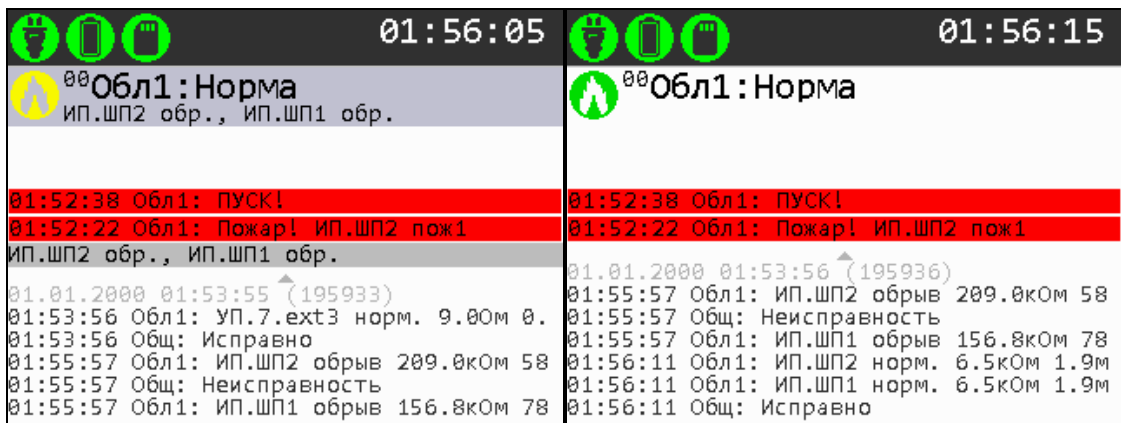 01:56:05
00Обл1:Норма
ИП.ШП2 обр., ИП.ШП1 обр.
01:52:38 Обл1: ПУСК!
01:52:22 Обл1: Пожар! ИП.ШП2 пож1
ИП.ШП2 обр., ИП.ШП1 обр.
01.01.2000 01:53:55 (195933)
01:53:56 Обл1: УП.7.ext3 норм. 9.0Ом 0.
01:53:56 Общ: Исправно
01:55:57 Обл1: ИП.ШП2 обрыв 209.0кОм 58
01:55:57 Общ: Неисправность
01:55:57 Обл1: ИП.ШП1 обрыв 156.8кОм 78
01:56:15
00Обл1:Норма
01:52:38 Обл1: ПУСК!
01:52:22 Обл1: Пожар! ИП.ШП2 пож1
01.01.2000 01:53:56 (195936)
01:55:57 Обл1: ИП.ШП2 обрыв 209.0кОм 58
01:55:57 Общ: Неисправность
01:55:57 Обл1: ИП.ШП1 обрыв 156.8кОм 78
01:56:11 Обл1: ИП.ШП2 норм. 6.5кОм 1.9м
01:56:11 Обл1: ИП.ШП1 норм. 6.5кОм 1.9м
01:56:11 Общ: Исправно